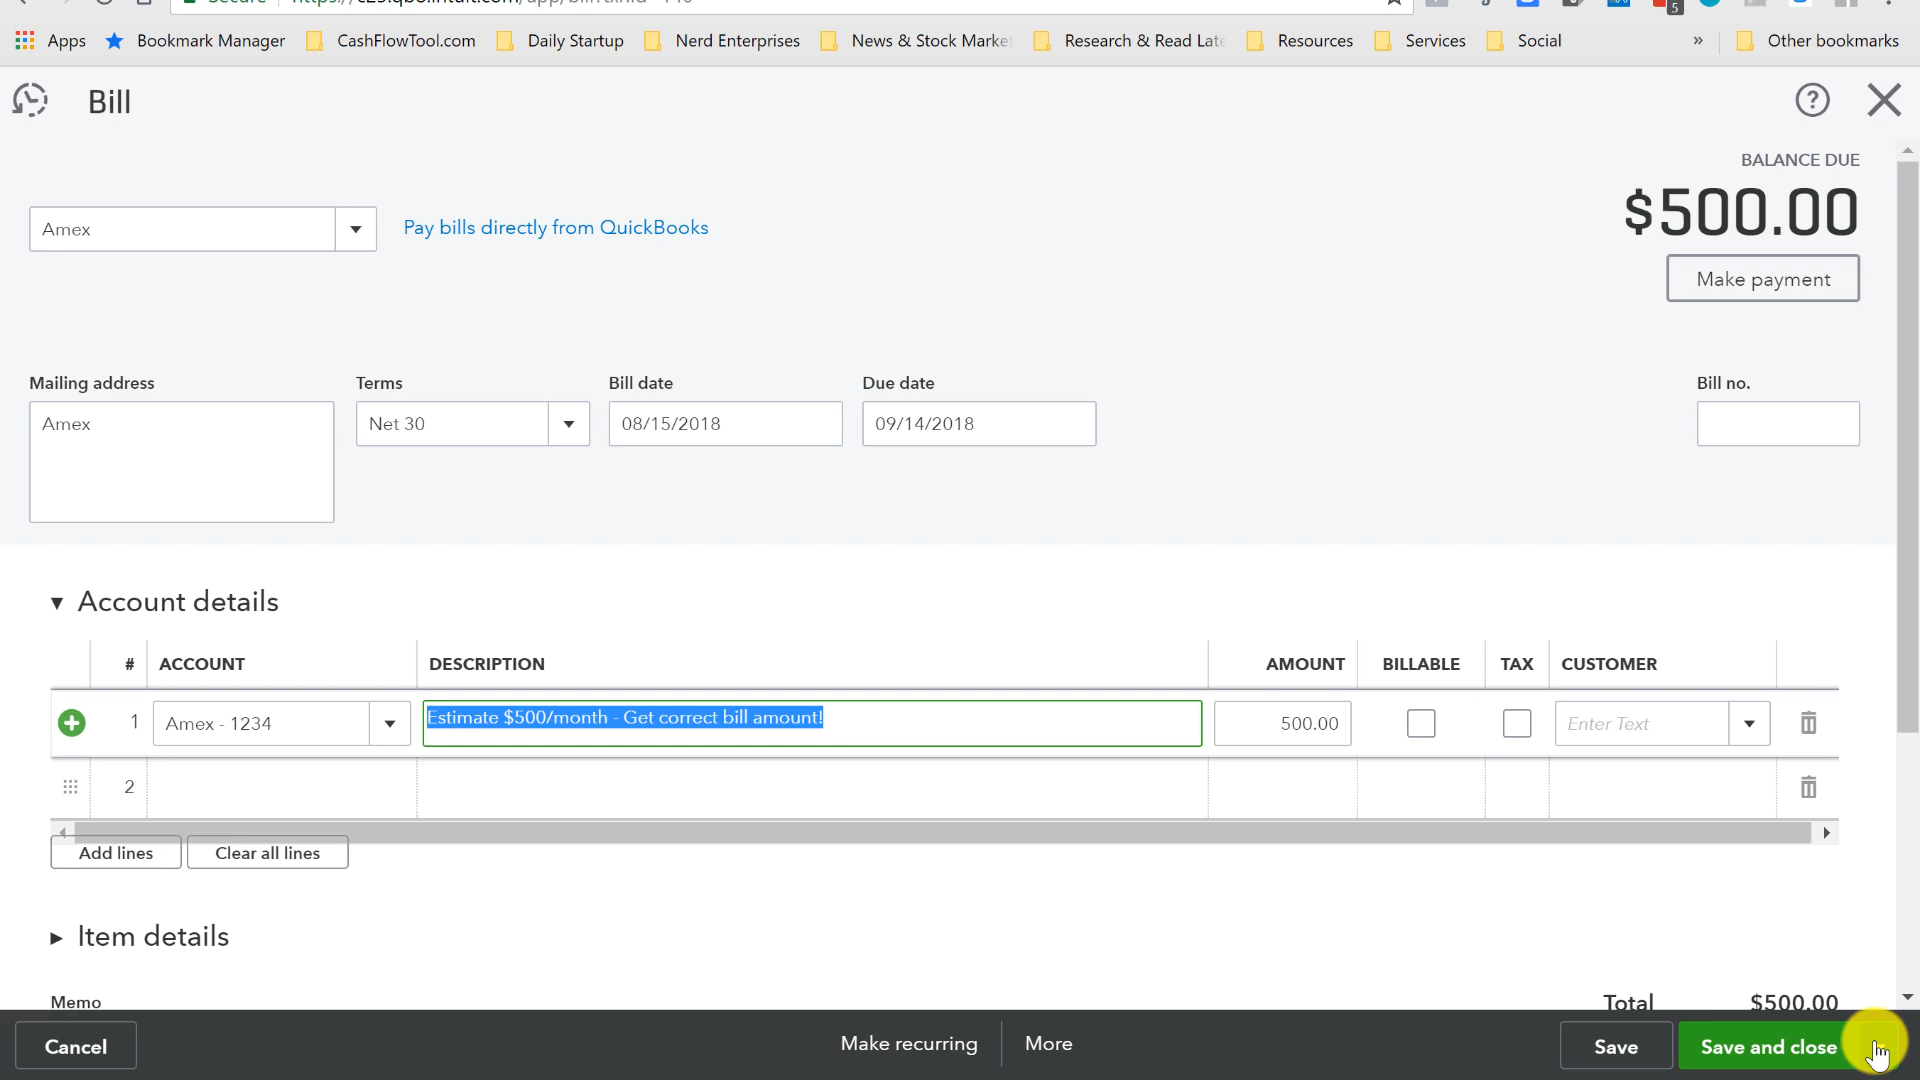 5
Apps Bookmark Manager CashFlowTool.com Daily Startup Nerd Enterprises News & Stock Marke Research & Read Late Resources Services Social » Other bookmarks
Bill
BALANCE DUE
$500.00
Amex Pay bills directly from QuickBooks
Make payment
Mailing address Terms Bill date Due date Bill no.
Amex Net 30 08/15/2018 09/14/2018
Account details
# ACCOUNT DESCRIPTION AMOUNT BILLABLE TAX CUSTOMER
1 Amex - 1234 Estimate $500/month - Get correct bill amount! 500.00 Enter Text
2
Add lines Clear all lines
Item details
Memo Total $500.00
Cancel Make recurring More Save Save and close